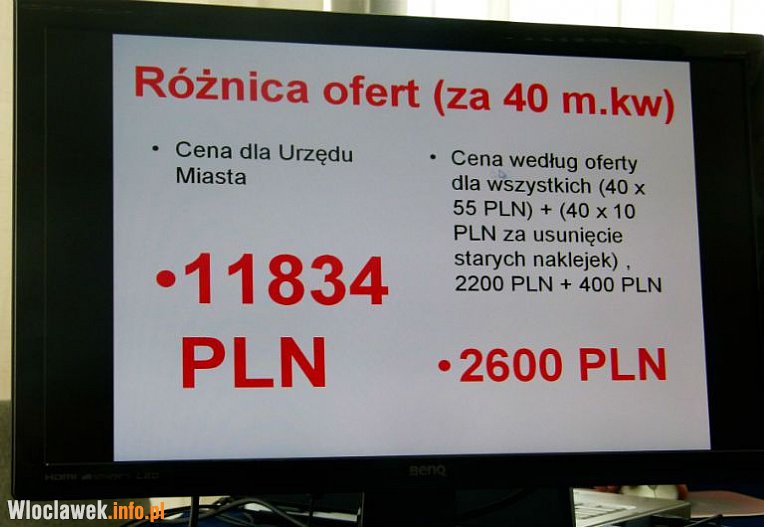 Różnica ofert (za 40 m.kw)
• Cena dla Urzędu
Miasta
•11834
PLN
• Cena według oferty
dla wszystkich (40 x
55 PLN) + (40 x 10
PLN za usunięcie
starych naklejek) ,
2200 PLN + 400 PLN
•2600 PLN
BenQ
Wloclawek.info.pl